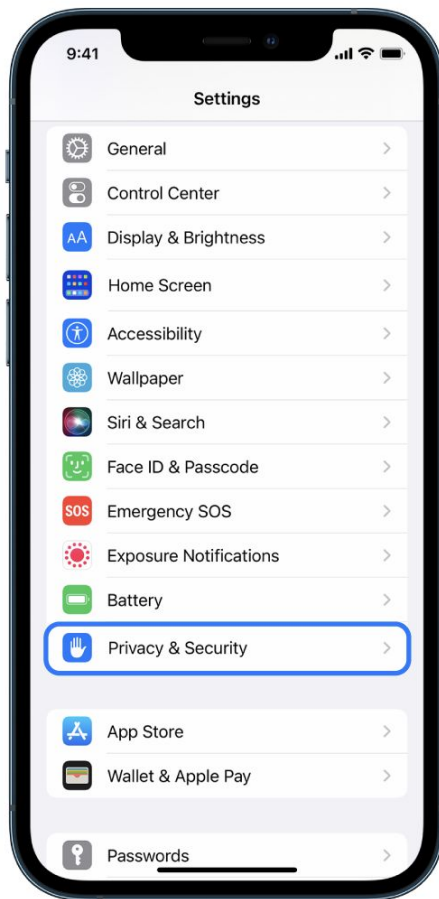 9:41
Settings
General
Control Center
AA
Display & Brightness
Home Screen
Accessibility
Wallpaper
Siri & Search
Face ID & Passcode
SOS
Emergency SOS
Exposure Notifications
Battery
Privacy & Security
App Store
Wallet & Apple Pay
Passwords